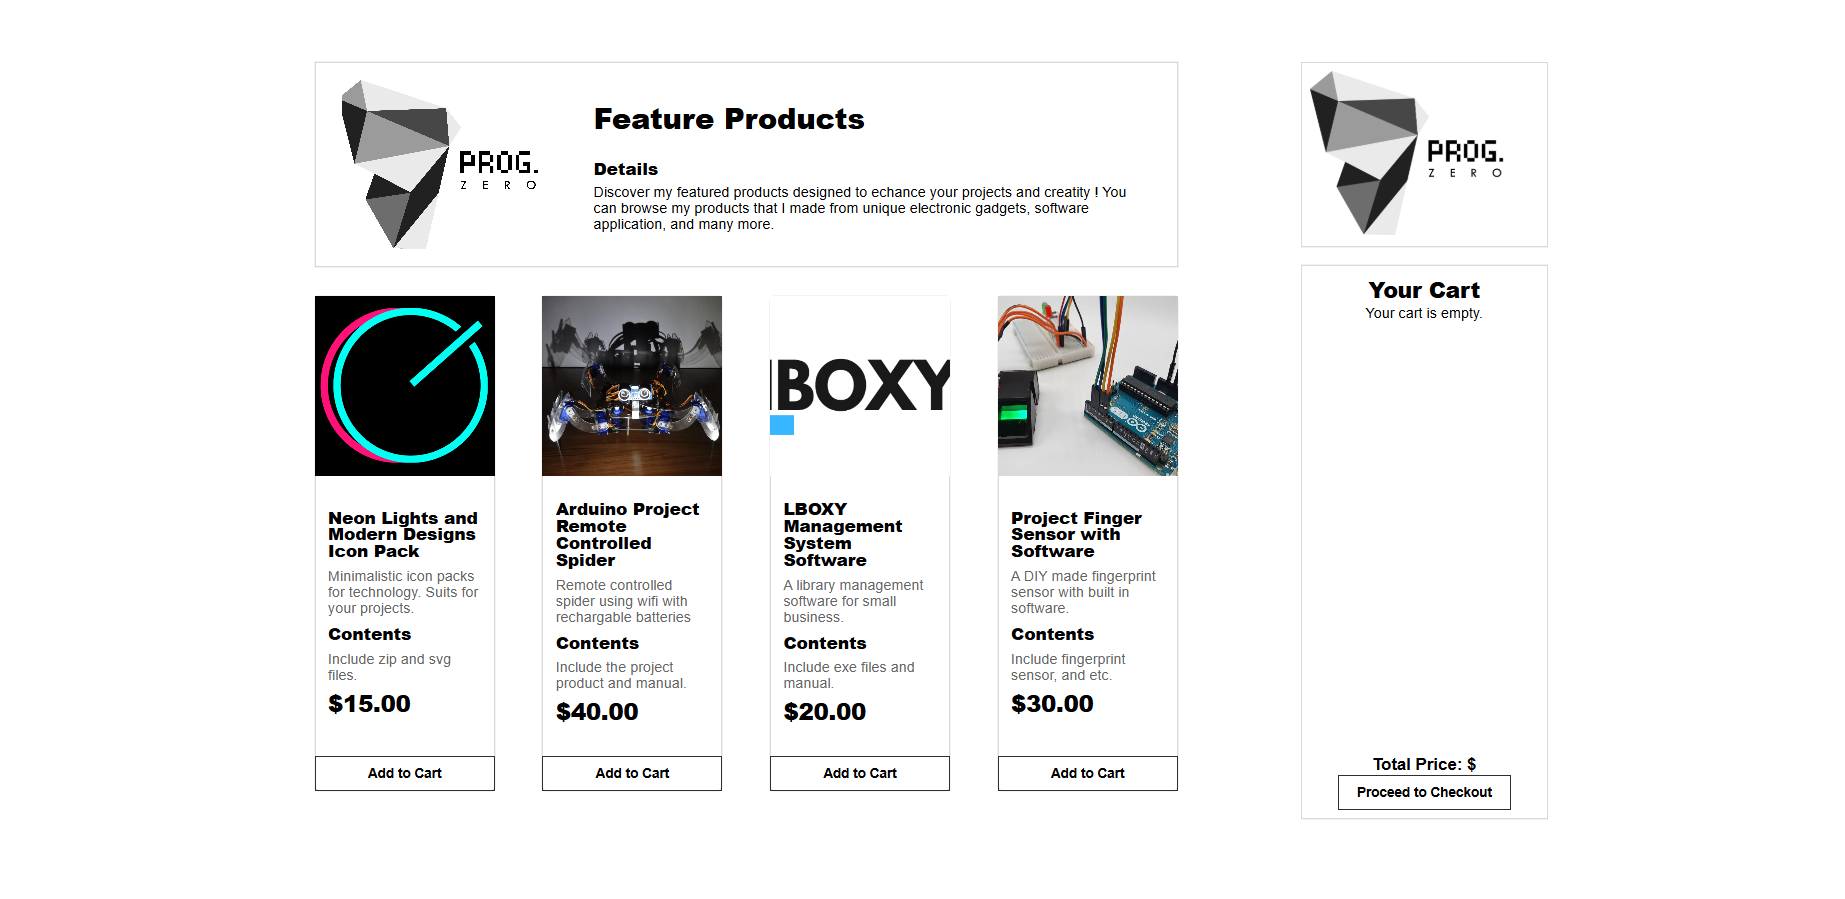 PROG.
ZERO
Feature Products
Details
Discover my featured products designed to echance your projects and creatity ! You
can browse my products that I made from unique electronic gadgets, software
application, and many more.
Neon Lights and
Modern Designs
Icon Pack
Minimalistic icon packs
for technology. Suits for
your projects.
Contents
Include zip and svg
files.
$15.00
Add to Cart
Arduino Project
Remote
Controlled
Spider
Remote controlled
spider using wifi with
rechargable batteries
Contents
Include the project
product and manual.
$40.00
Add to Cart
BOXY
LBOXY
Management
System
Software
A library management
software for small
business.
Contents
Include exe files and
manual.
$20.00
Add to Cart
Project Finger
Sensor with
Software
A DIY made fingerprint
sensor with built in
software.
Contents
Include fingerprint
sensor, and etc.
$30.00
Add to Cart
PROG.
ZERO
Your Cart
Your cart is empty.
Total Price: $
Proceed to Checkout